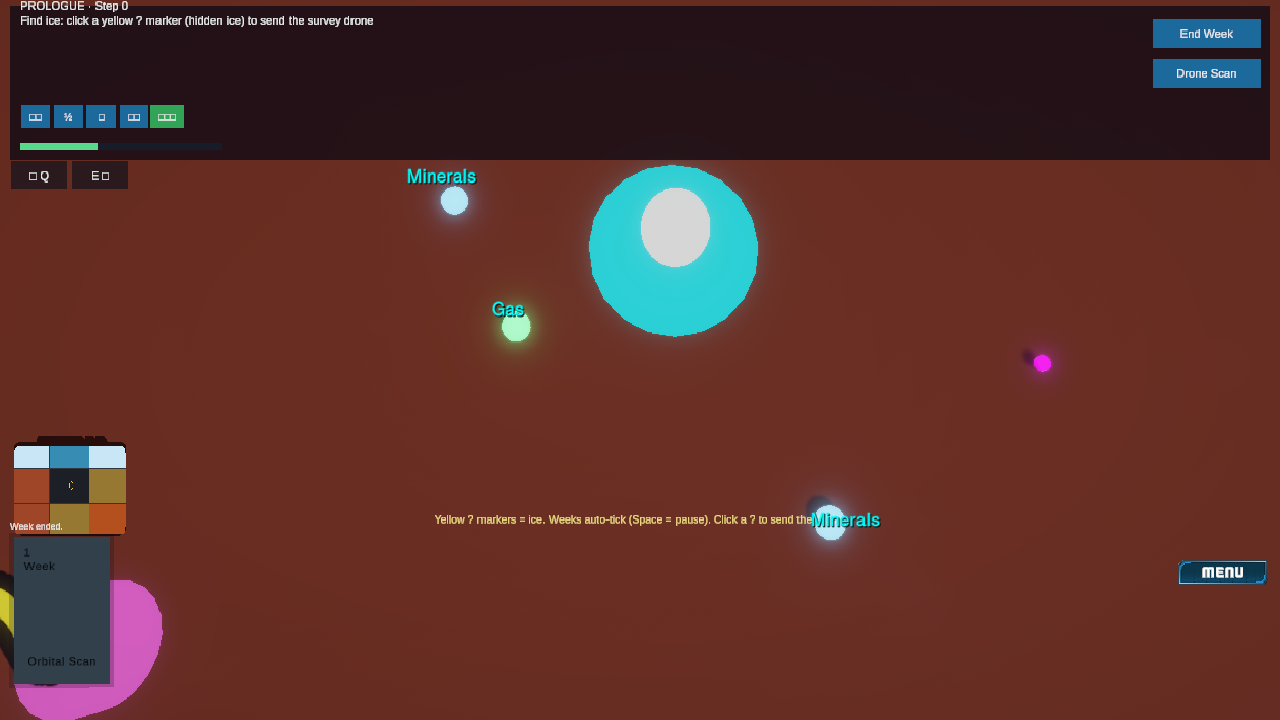 PROLOGUE · Step 0
Find ice: click a yellow ? marker (hidden ice) to send the survey drone
End Week
Drone Scan
½
Q
E
Minerals
Gas
Yellow ? markers = ice. Weeks auto-tick (Space = pause). Click a ? to send the
Minerals
Week ended.
1
Week
MENU
Orbital Scan